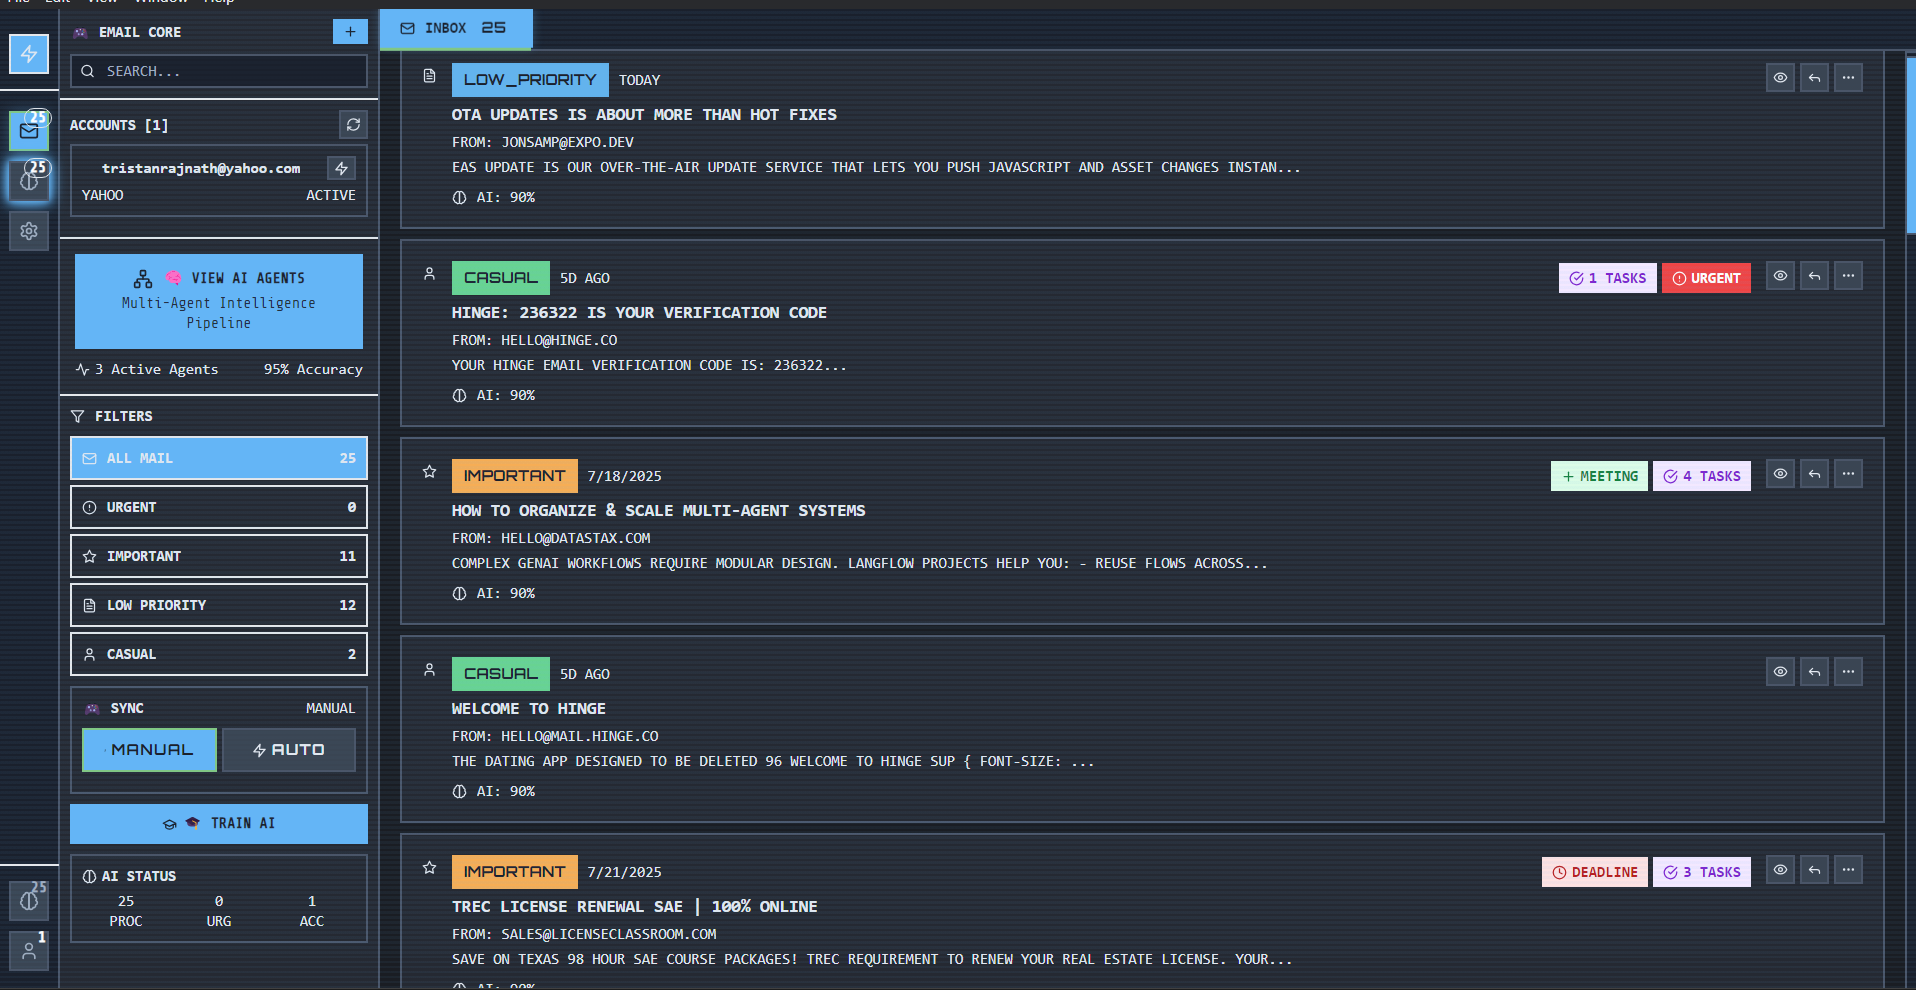 File Edit View Window Help
EMAIL CORE
+
SEARCH...
25
25
ACCOUNTS [1]
tristanrajnath@yahoo.com
YAHOO ACTIVE
VIEW AI AGENTS
Multi-Agent Intelligence
Pipeline
3 Active Agents 95% Accuracy
FILTERS
ALL MAIL 25
URGENT 0
IMPORTANT 11
LOW PRIORITY 12
CASUAL 2
SYNC MANUAL
MANUAL AUTO
TRAIN AI
AI STATUS
25 0 1
PROC URG ACC
25
1
INBOX 25
LOW_PRIORITY TODAY
OTA UPDATES IS ABOUT MORE THAN HOT FIXES
FROM: JONSAMP@EXPO.DEV
EAS UPDATE IS OUR OVER-THE-AIR UPDATE SERVICE THAT LETS YOU PUSH JAVASCRIPT AND ASSET CHANGES INSTAN...
AI: 90%
CASUAL 5D AGO 1 TASKS URGENT
HINGE: 236322 IS YOUR VERIFICATION CODE
FROM: HELLO@HINGE.CO
YOUR HINGE EMAIL VERIFICATION CODE IS: 236322...
AI: 90%
IMPORTANT 7/18/2025 + MEETING 4 TASKS
HOW TO ORGANIZE & SCALE MULTI-AGENT SYSTEMS
FROM: HELLO@DATASTAX.COM
COMPLEX GENAI WORKFLOWS REQUIRE MODULAR DESIGN. LANGFLOW PROJECTS HELP YOU: - REUSE FLOWS ACROSS...
AI: 90%
CASUAL 5D AGO
WELCOME TO HINGE
FROM: HELLO@MAIL.HINGE.CO
THE DATING APP DESIGNED TO BE DELETED 96 WELCOME TO HINGE SUP { FONT-SIZE: ...
AI: 90%
IMPORTANT 7/21/2025 DEADLINE 3 TASKS
TREC LICENSE RENEWAL SAE | 100% ONLINE
FROM: SALES@LICENSECLASSROOM.COM
SAVE ON TEXAS 98 HOUR SAE COURSE PACKAGES! TREC REQUIREMENT TO RENEW YOUR REAL ESTATE LICENSE. YOUR...
AI: 90%